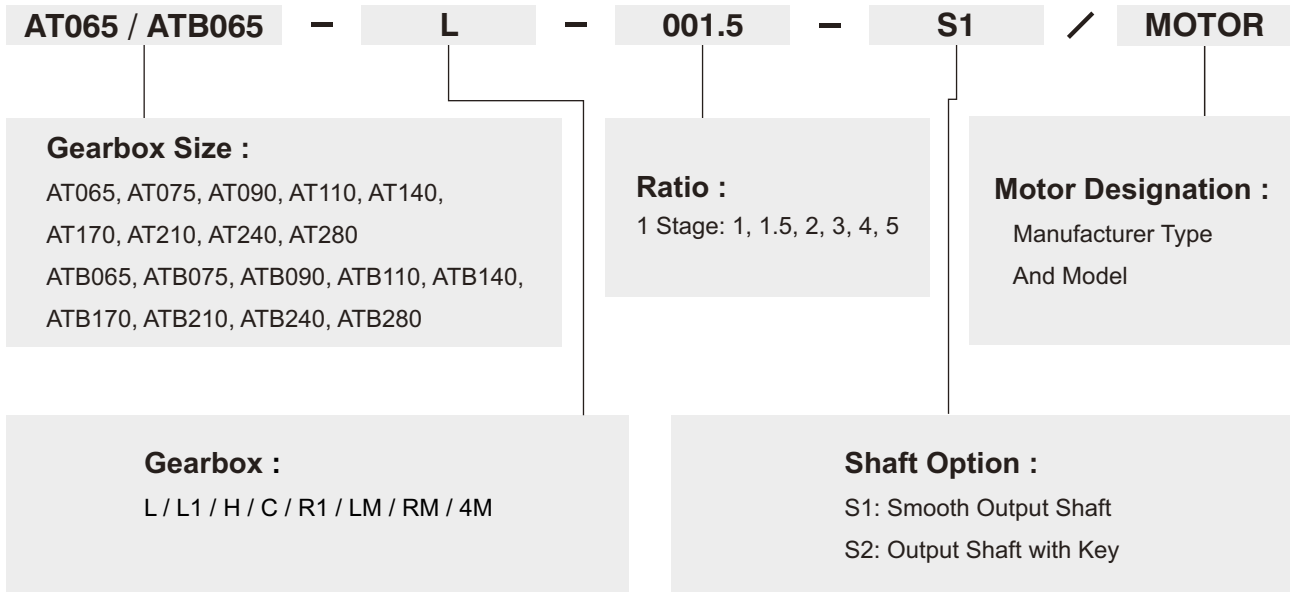 AT065 / ATB065 – L – 001.5 – S1 / MOTOR
Gearbox Size :
AT065, AT075, AT090, AT110, AT140,
AT170, AT210, AT240, AT280
ATB065, ATB075, ATB090, ATB110, ATB140,
ATB170, ATB210, ATB240, ATB280
Ratio :
1 Stage: 1, 1.5, 2, 3, 4, 5
Motor Designation :
Manufacturer Type
And Model
Gearbox :
L / L1 / H / C / R1 / LM / RM / 4M
Shaft Option :
S1: Smooth Output Shaft
S2: Output Shaft with Key